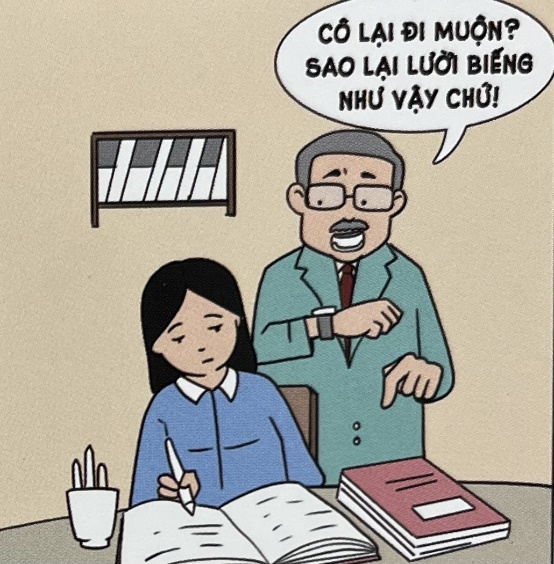 CÔ LẠI ĐI MUỘN?
SAO LẠI LƯỜI BIẾNG
NHƯ VẬY CHỨ!